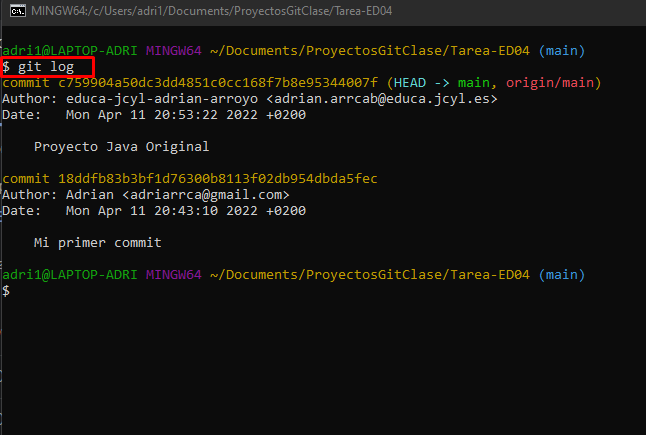 MINGW64:/c/Users/adri1/Documents/ProyectosGitClase/Tarea-ED04
adri1@LAPTOP-ADRI MINGW64 ~/Documents/ProyectosGitClase/Tarea-ED04 (main)
$ git log
commit c759904a50dc3dd4851c0cc168f7b8e95344007f (HEAD -> main, origin/main)
Author: educa-jcyl-adrian-arroyo <adrian.arrcab@educa.jcyl.es>
Date:   Mon Apr 11 20:53:22 2022 +0200
Proyecto Java Original
commit 18ddfb83b3bf1d76300b8113f02db954dbda5fec
Author: Adrian <adriarrca@gmail.com>
Date:   Mon Apr 11 20:43:10 2022 +0200
Mi primer commit
adri1@LAPTOP-ADRI MINGW64 ~/Documents/ProyectosGitClase/Tarea-ED04 (main)
$